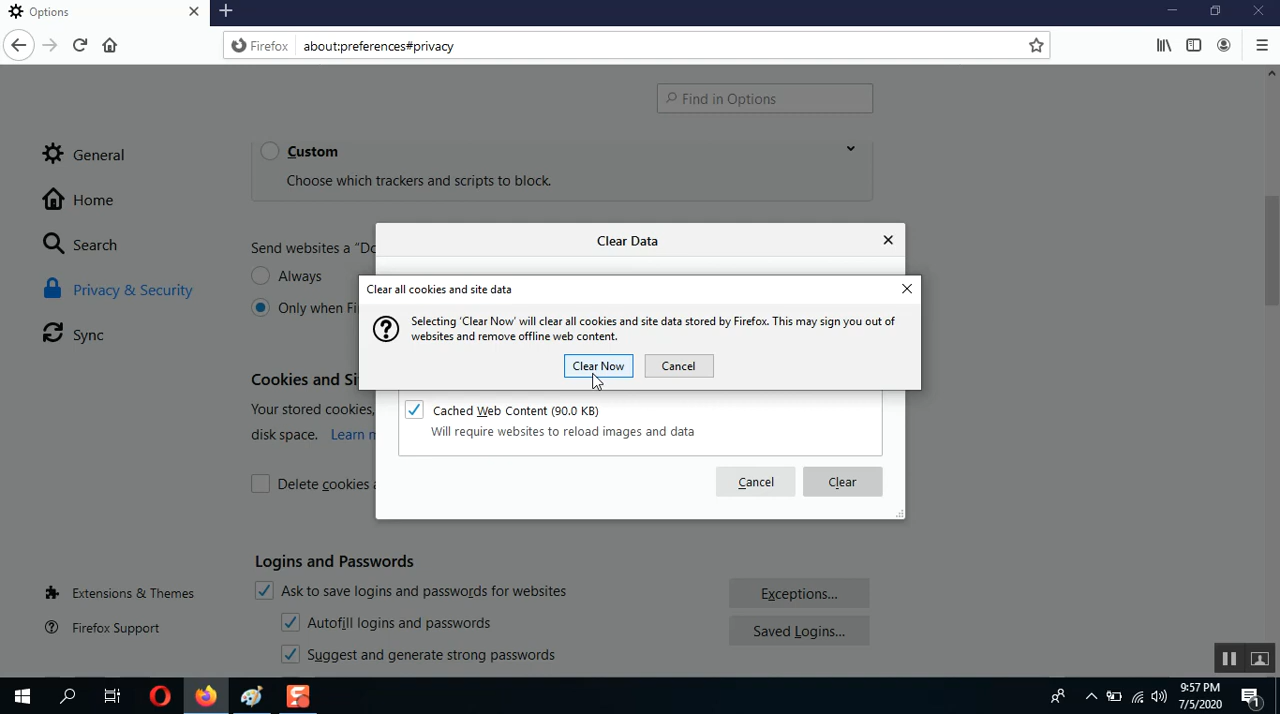 Options
Firefox
about:preferences#privacy
Find in Options
General
Home
Search
Privacy & Security
Sync
Extensions & Themes
Firefox Support
Custom
Choose which trackers and scripts to block.
Send websites a “Do
Always
Only when Fi
Cookies and Si
Your stored cookies,
disk space. Learn m
Delete cookies a
Clear Data
Clear all cookies and site data
Selecting ‘Clear Now’ will clear all cookies and site data stored by Firefox. This may sign you out of
websites and remove offline web content.
Clear Now Cancel
Cached Web Content (90.0 KB)
Will require websites to reload images and data
Cancel Clear
Logins and Passwords
Ask to save logins and passwords for websites
Exceptions...
Autofill logins and passwords
Saved Logins...
Suggest and generate strong passwords
9:57 PM
7/5/2020
1